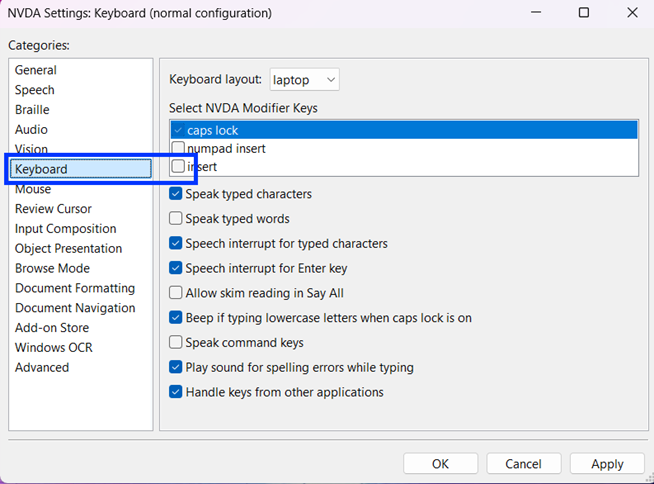 NVDA Settings: Keyboard (normal configuration)
Categories:
General
Speech
Braille
Audio
Vision
Keyboard
Mouse
Review Cursor
Input Composition
Object Presentation
Browse Mode
Document Formatting
Document Navigation
Add-on Store
Windows OCR
Advanced
Keyboard layout: laptop
Select NVDA Modifier Keys
caps lock
numpad insert
insert
Speak typed characters
Speak typed words
Speech interrupt for typed characters
Speech interrupt for Enter key
Allow skim reading in Say All
Beep if typing lowercase letters when caps lock is on
Speak command keys
Play sound for spelling errors while typing
Handle keys from other applications
OK Cancel Apply